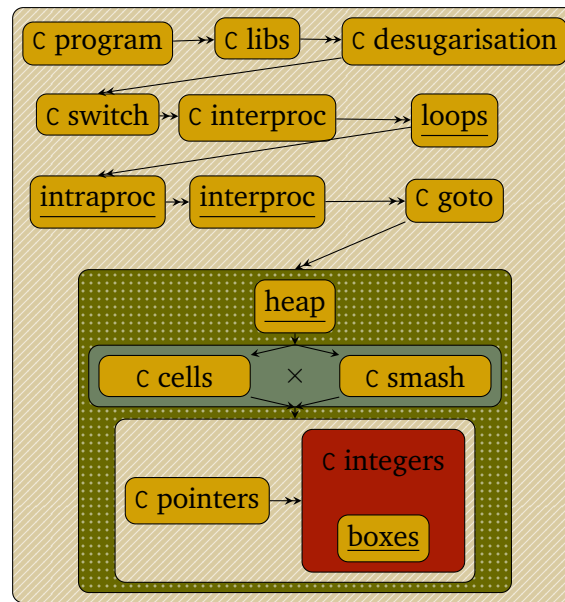 C program C libs C desugarisation
C switch C interproc loops
intraproc interproc C goto
heap
C cells × C smash
C integers
C pointers
boxes